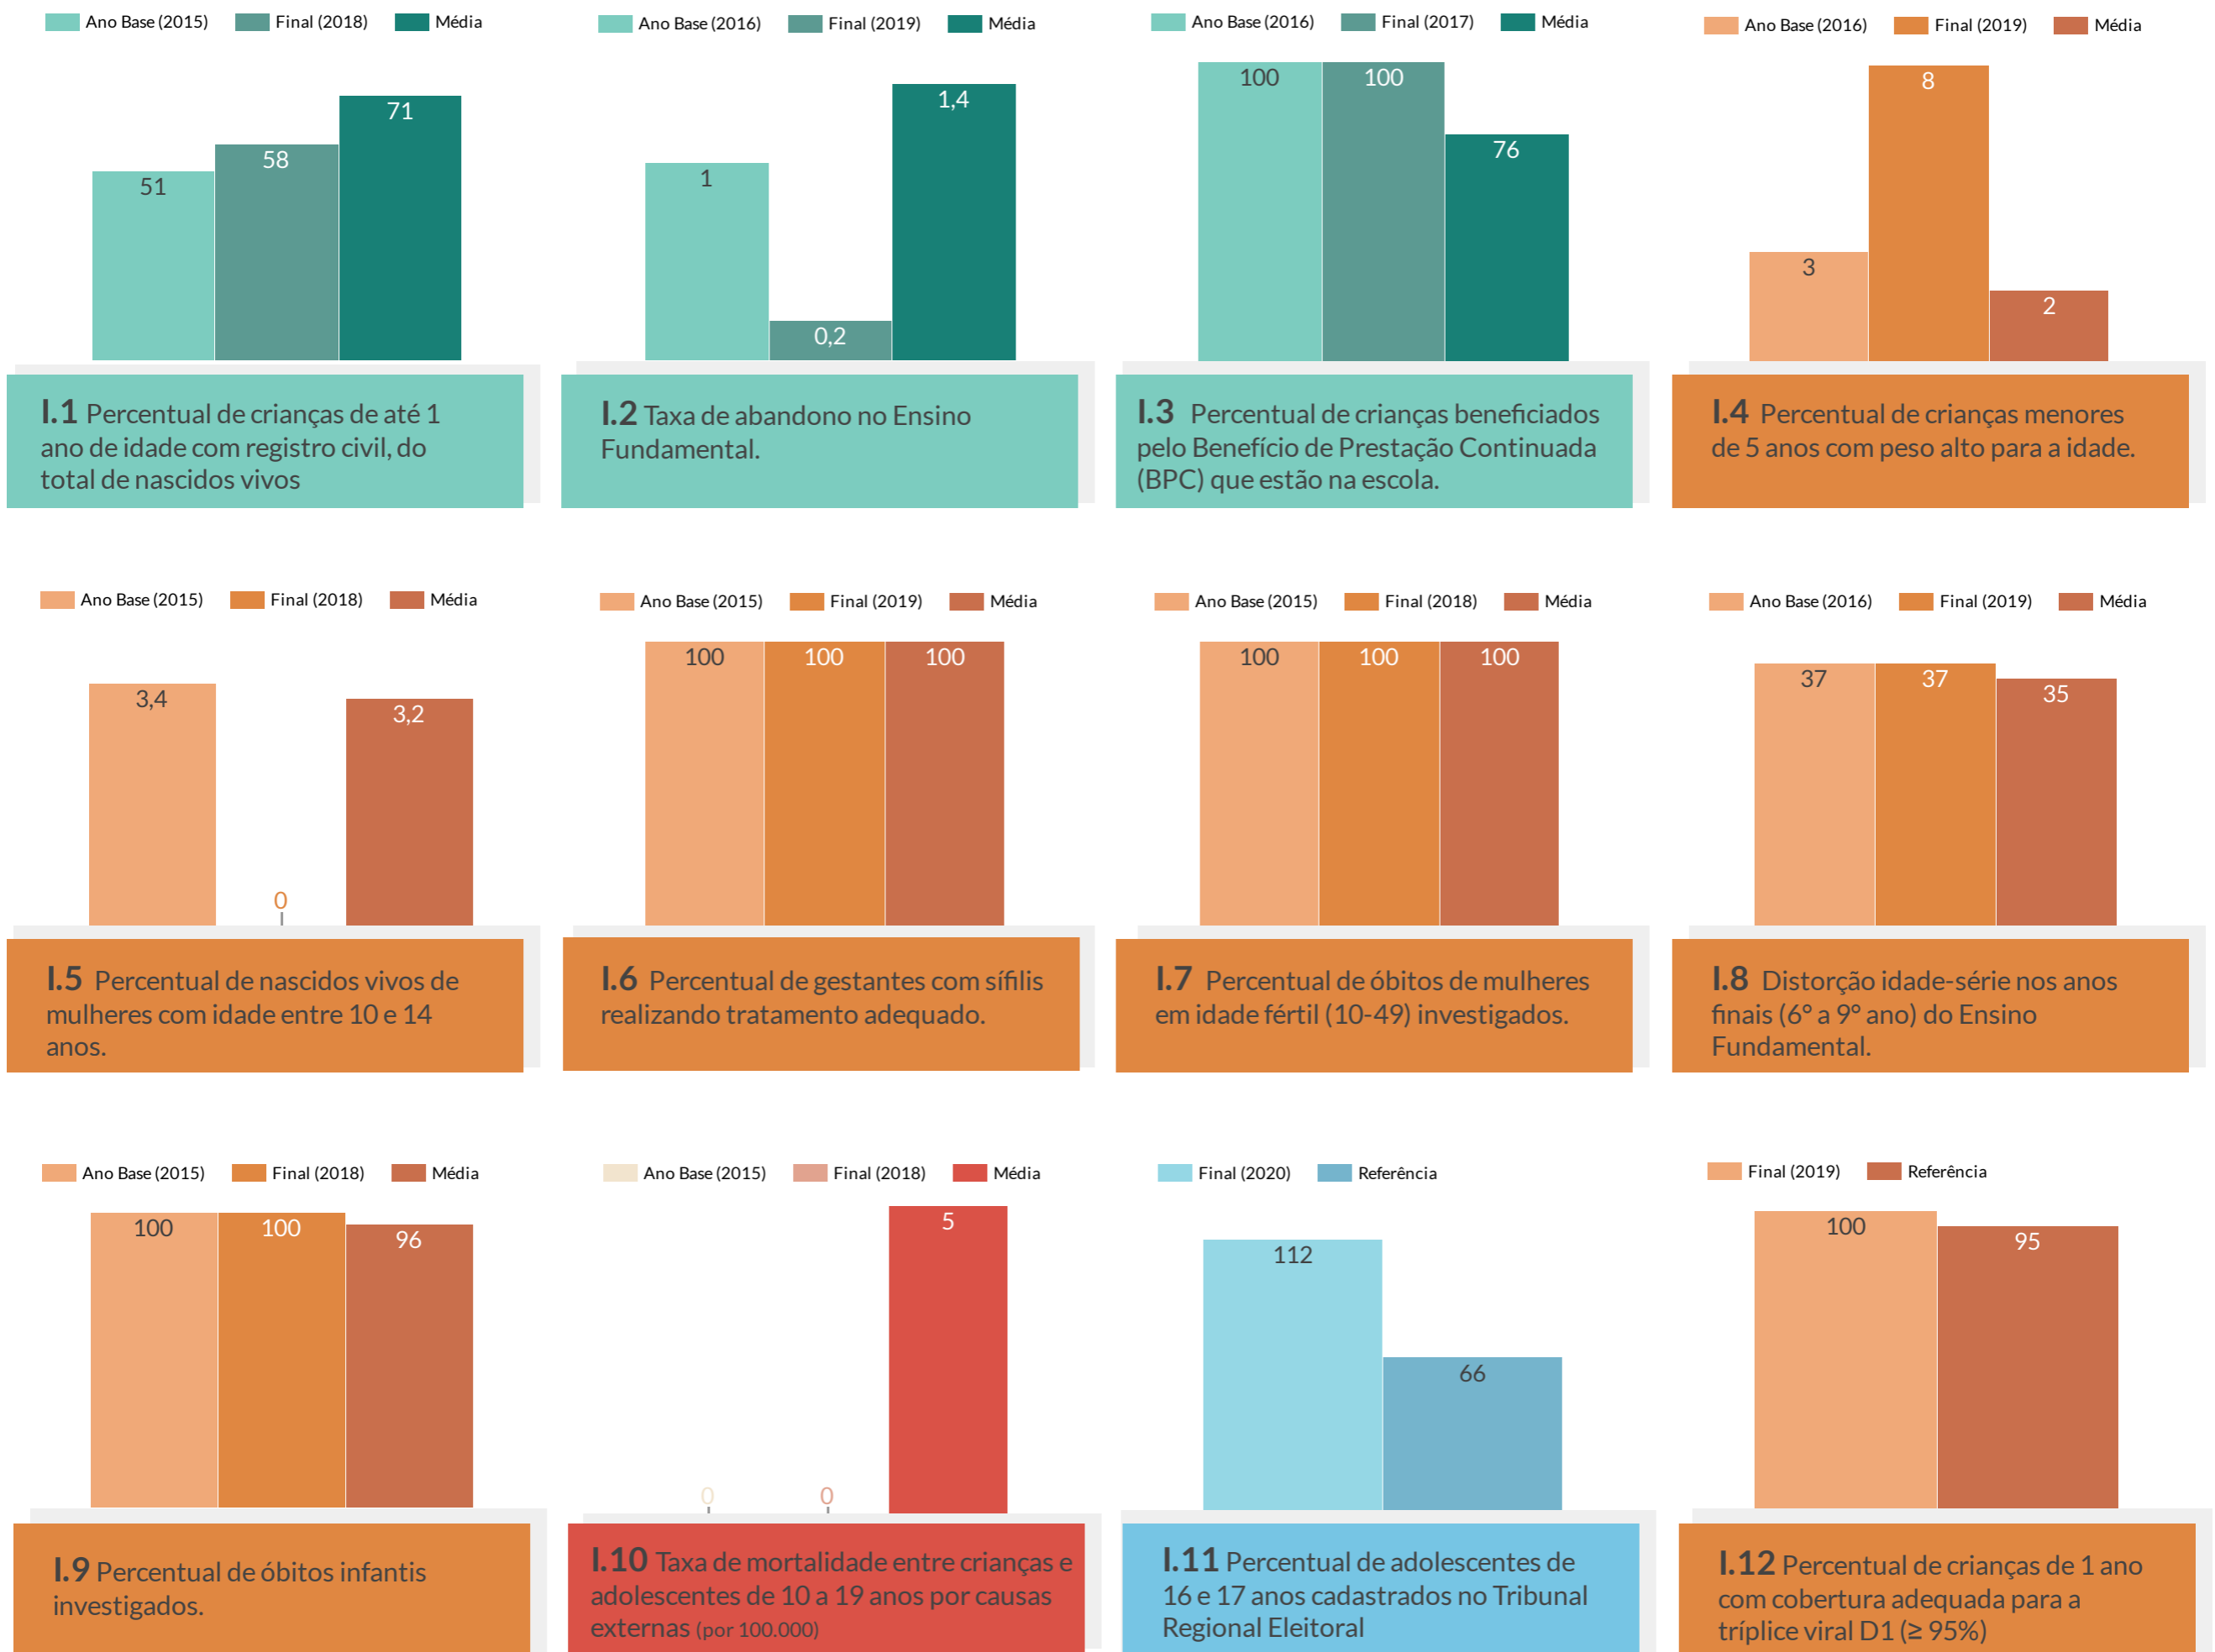 Ano Base (2015) Final (2018) Média
71
58
51
I.1 Percentual de crianças de até 1
ano de idade com registro civil, do
total de nascidos vivos
Ano Base (2016) Final (2019) Média
1,4
1
0,2
I.2 Taxa de abandono no Ensino
Fundamental.
Ano Base (2016) Final (2017) Média
100 100
76
I.3 Percentual de crianças beneficiados
pelo Benefício de Prestação Continuada
(BPC) que estão na escola.
Ano Base (2016) Final (2019) Média
8
3
2
I.4 Percentual de crianças menores
de 5 anos com peso alto para a idade.
Ano Base (2015) Final (2018) Média
3,4
3,2
0
I.5 Percentual de nascidos vivos de
mulheres com idade entre 10 e 14
anos.
Ano Base (2015) Final (2019) Média
100 100 100
I.6 Percentual de gestantes com sífilis
realizando tratamento adequado.
Ano Base (2015) Final (2018) Média
100 100 100
I.7 Percentual de óbitos de mulheres
em idade fértil (10-49) investigados.
Ano Base (2016) Final (2019) Média
37 37
35
I.8 Distorção idade-série nos anos
finais (6° a 9° ano) do Ensino
Fundamental.
Ano Base (2015) Final (2018) Média
100 100
96
I.9 Percentual de óbitos infantis
investigados.
Ano Base (2015) Final (2018) Média
5
0 0
I.10 Taxa de mortalidade entre crianças e
adolescentes de 10 a 19 anos por causas
externas (por 100.000)
Final (2020) Referência
112
66
I.11 Percentual de adolescentes de
16 e 17 anos cadastrados no Tribunal
Regional Eleitoral
Final (2019) Referência
100
95
I.12 Percentual de crianças de 1 ano
com cobertura adequada para a
tríplice viral D1 (≥ 95%)